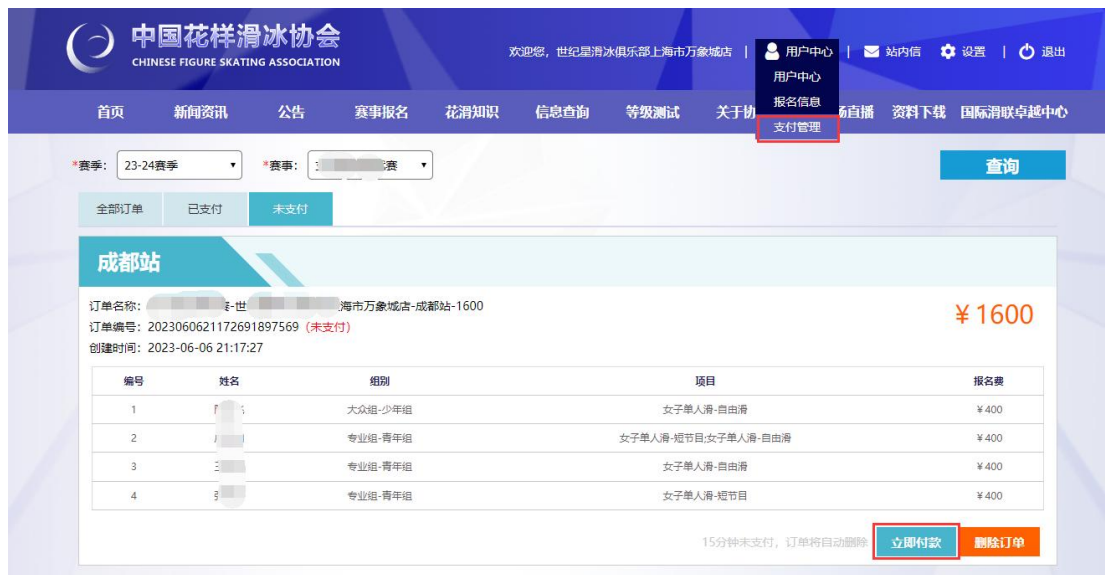 中国花样滑冰协会
CHINESE FIGURE SKATING ASSOCIATION
欢迎您，世纪星滑冰俱乐部上海市万象城店 | 用户中心 | 站内信 设置 | 退出
用户中心
报名信息
支付管理
首页 新闻资讯 公告 赛事报名 花滑知识 信息查询 等级测试 关于协 场直播 资料下载 国际滑联卓越中心
*赛季： 23-24赛季 *赛事： 赛 查询
全部订单 已支付 未支付
成都站
订单名称： -世 海市万象城店-成都站-1600
订单编号：2023060621172691897569（未支付）
创建时间：2023-06-06 21:17:27
¥1600
编号 姓名 组别 项目 报名费
1 大众组-少年组 女子单人滑-自由滑 ¥400
2 专业组-青年组 女子单人滑-短节目;女子单人滑-自由滑 ¥400
3 专业组-青年组 女子单人滑-自由滑 ¥400
4 专业组-青年组 女子单人滑-短节目 ¥400
15分钟未支付，订单将自动删除 立即付款 删除订单